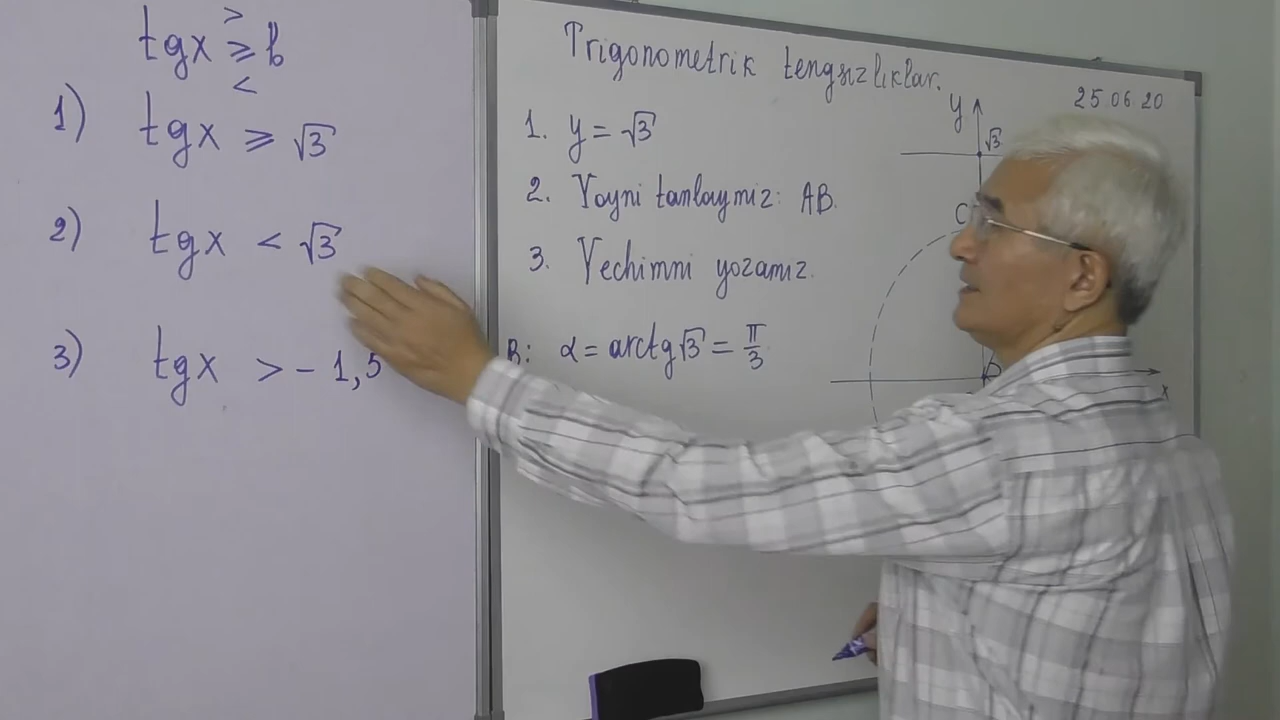 >
tgx ≥ b
<
1) tgx ≥ √3
2) tgx < √3
3) tgx > - 1,5
Trigonometrik tengsizliklar.
25.06.20
1. y = √3
2. Yoyni tanlaymiz: AB.
3. Yechimni yozamiz.
B: α = arctg√3 = π/3
y
√3
C
x